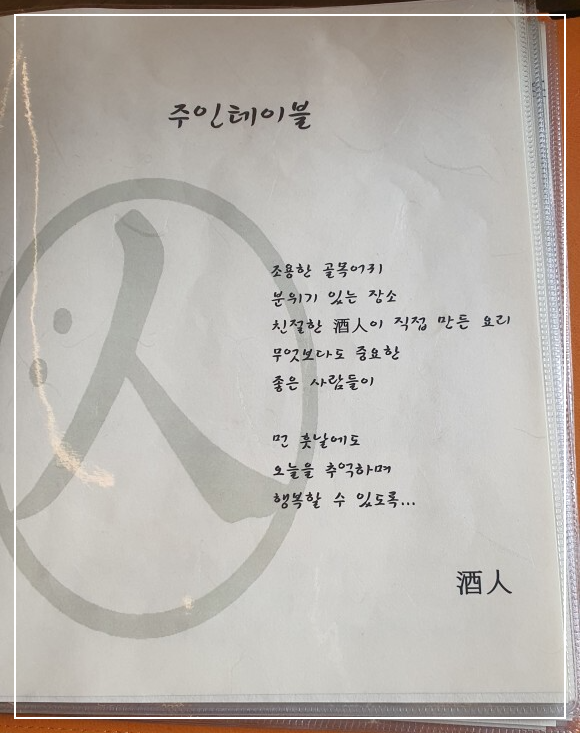 주인테이블
조용한 골목어귀
분위기 있는 장소
친절한 酒人이 직접 만든 요리
무엇보다도 중요한
좋은 사람들이
먼 훗날에도
오늘을 추억하며
행복할 수 있도록...
酒人
人